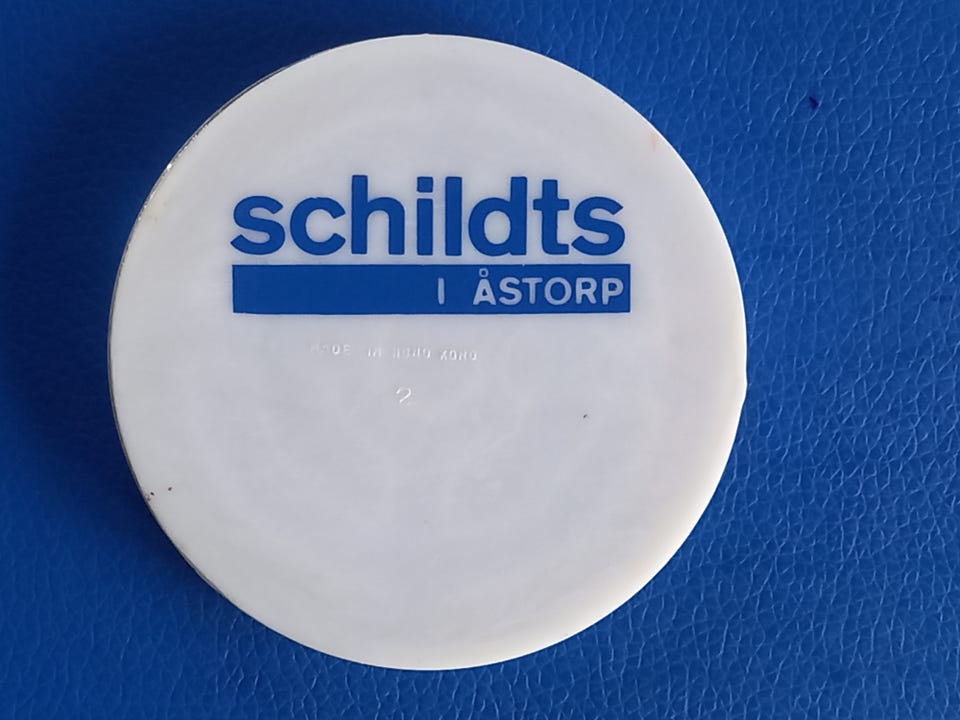 schildts
I ÅSTORP
MADE IN HONG KONG
2